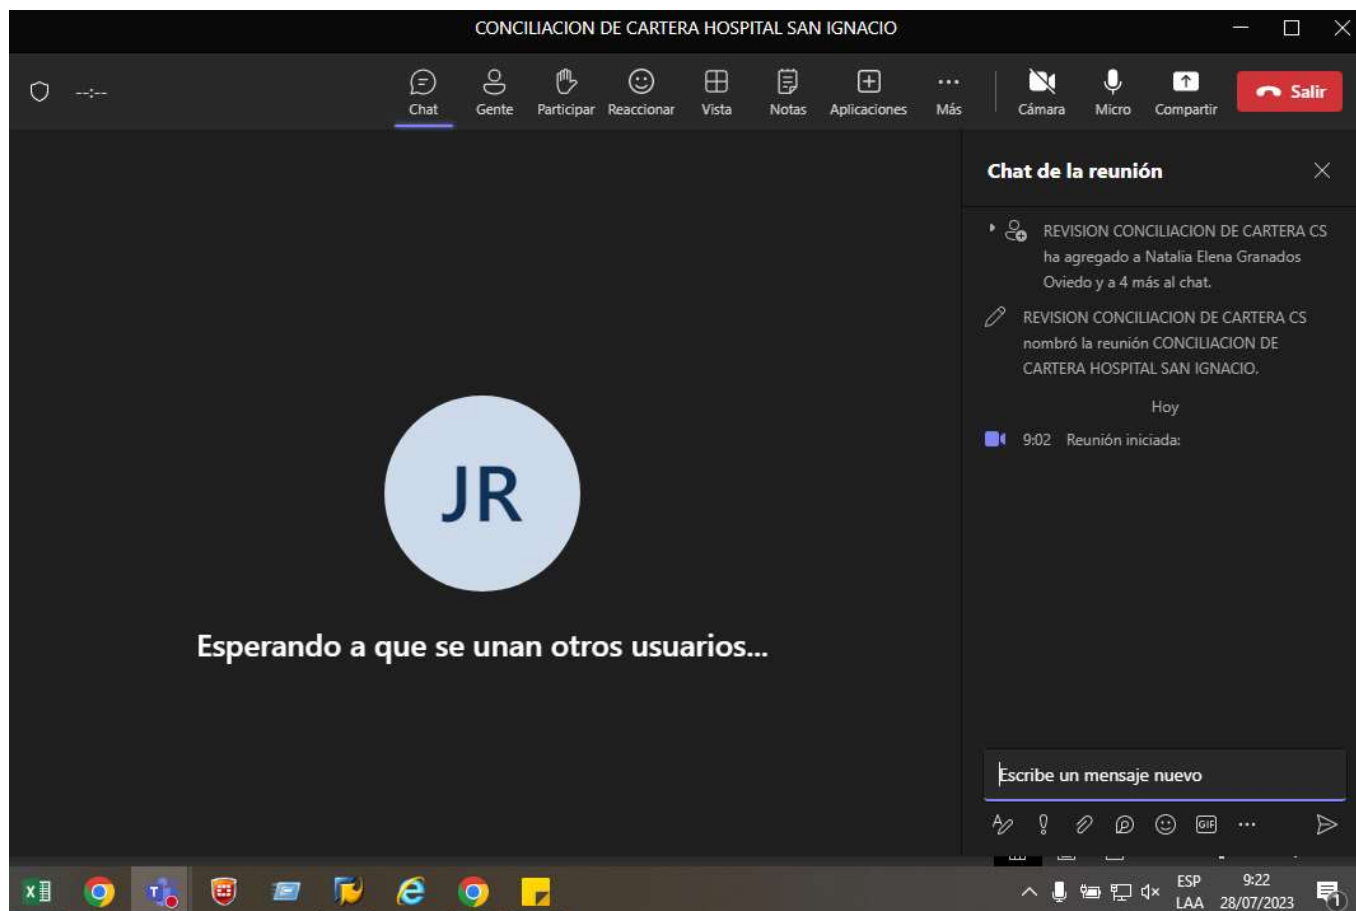 CONCILIACION DE CARTERA HOSPITAL SAN IGNACIO
--:--
Chat
Gente
Participar
Reaccionar
Vista
Notas
Aplicaciones
Más
Cámara
Micro
Compartir
Salir
Chat de la reunión
REVISION CONCILIACION DE CARTERA CS
ha agregado a Natalia Elena Granados
Oviedo y a 4 más al chat.
REVISION CONCILIACION DE CARTERA CS
nombró la reunión CONCILIACION DE
CARTERA HOSPITAL SAN IGNACIO.
Hoy
9:02 Reunión iniciada:
JR
Esperando a que se unan otros usuarios...
Escribe un mensaje nuevo
GIF
ESP
LAA
9:22
28/07/2023
1